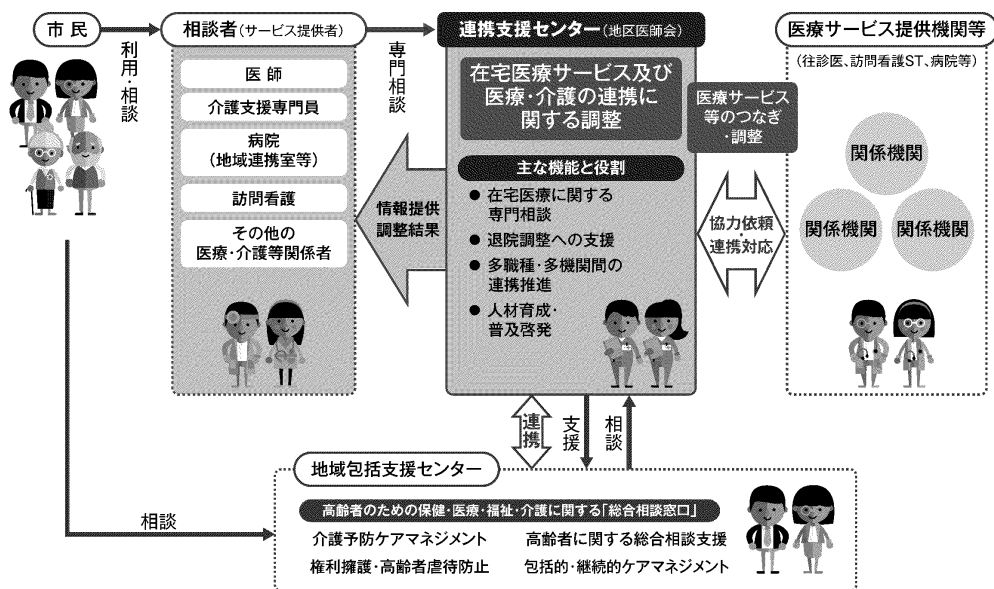 市民
利用・相談
相談者(サービス提供者)
医師
介護支援専門員
病院
(地域連携室等)
訪問看護
その他の
医療・介護等関係者
専門相談
情報提供
調整結果
連携支援センター(地区医師会)
在宅医療サービス及び
医療・介護の連携に
関する調整
主な機能と役割
● 在宅医療に関する
専門相談
● 退院調整への支援
● 多職種・多機関間の
連携推進
● 人材育成・
普及啓発
医療サービス
等のつなぎ
・調整
協力依頼
・
連携対応
医療サービス提供機関等
(往診医、訪問看護ST、病院等)
関係機関
関係機関
関係機関
連携
支援
相談
相談
地域包括支援センター
高齢者のための保健・医療・福祉・介護に関する「総合相談窓口」
介護予防ケアマネジメント
高齢者に関する総合相談支援
権利擁護・高齢者虐待防止
包括的・継続的ケアマネジメント